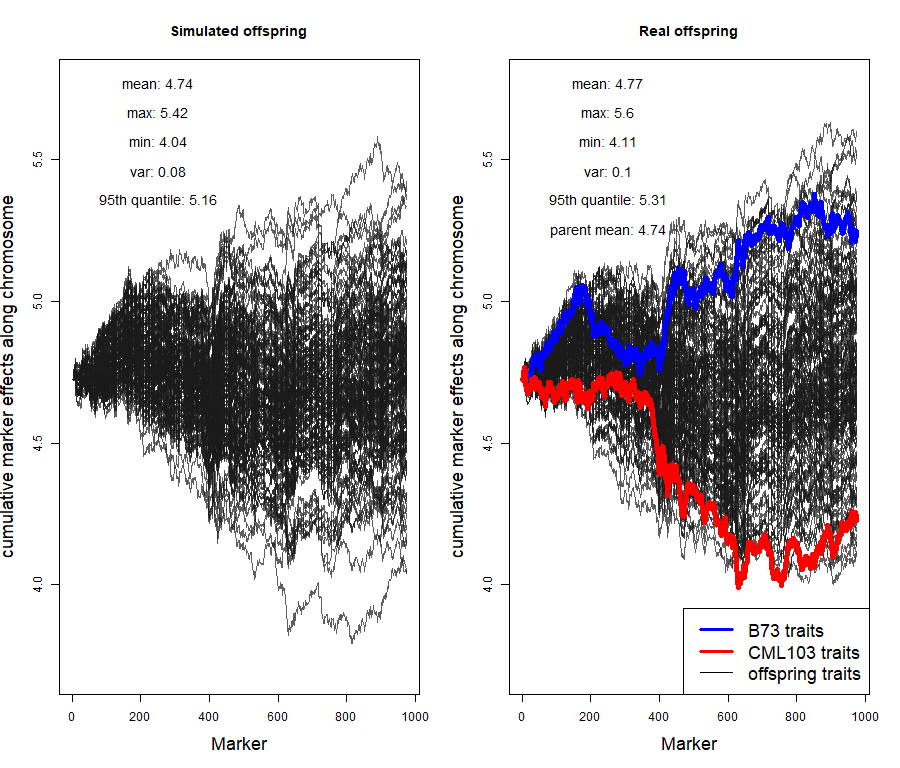 Simulated offspring
mean: 4.74
max: 5.42
min: 4.04
var: 0.08
95th quantile: 5.16
cumulative marker effects along chromosome
5.5
5.0
4.5
4.0
0 200 400 600 800 1000
Marker
Real offspring
mean: 4.77
max: 5.6
min: 4.11
var: 0.1
95th quantile: 5.31
parent mean: 4.74
cumulative marker effects along chromosome
5.5
5.0
4.5
4.0
B73 traits
CML103 traits
offspring traits
0 200 400 600 800 1000
Marker